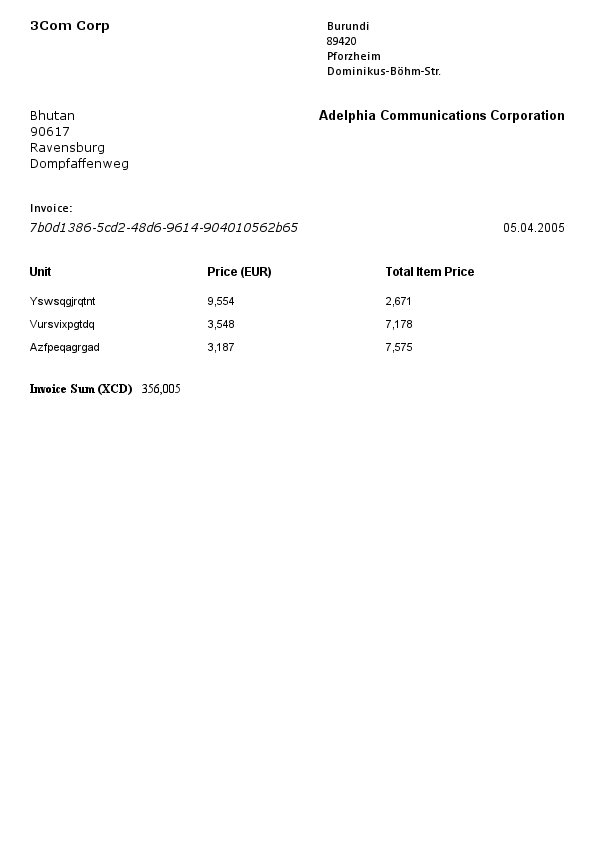 3Com Corp
Burundi
89420
Pforzheim
Dominikus-Böhm-Str.
Bhutan
90617
Ravensburg
Dompfaffenweg
Adelphia Communications Corporation
Invoice:
7b0d1386-5cd2-48d6-9614-904010562b65 05.04.2005
Unit Price (EUR) Total Item Price
Yswsqgjrqtnt 9,554 2,671
Vursvixpgtdq 3,548 7,178
Azfpeqagrgad 3,187 7,575
Invoice Sum (XCD) 356,005